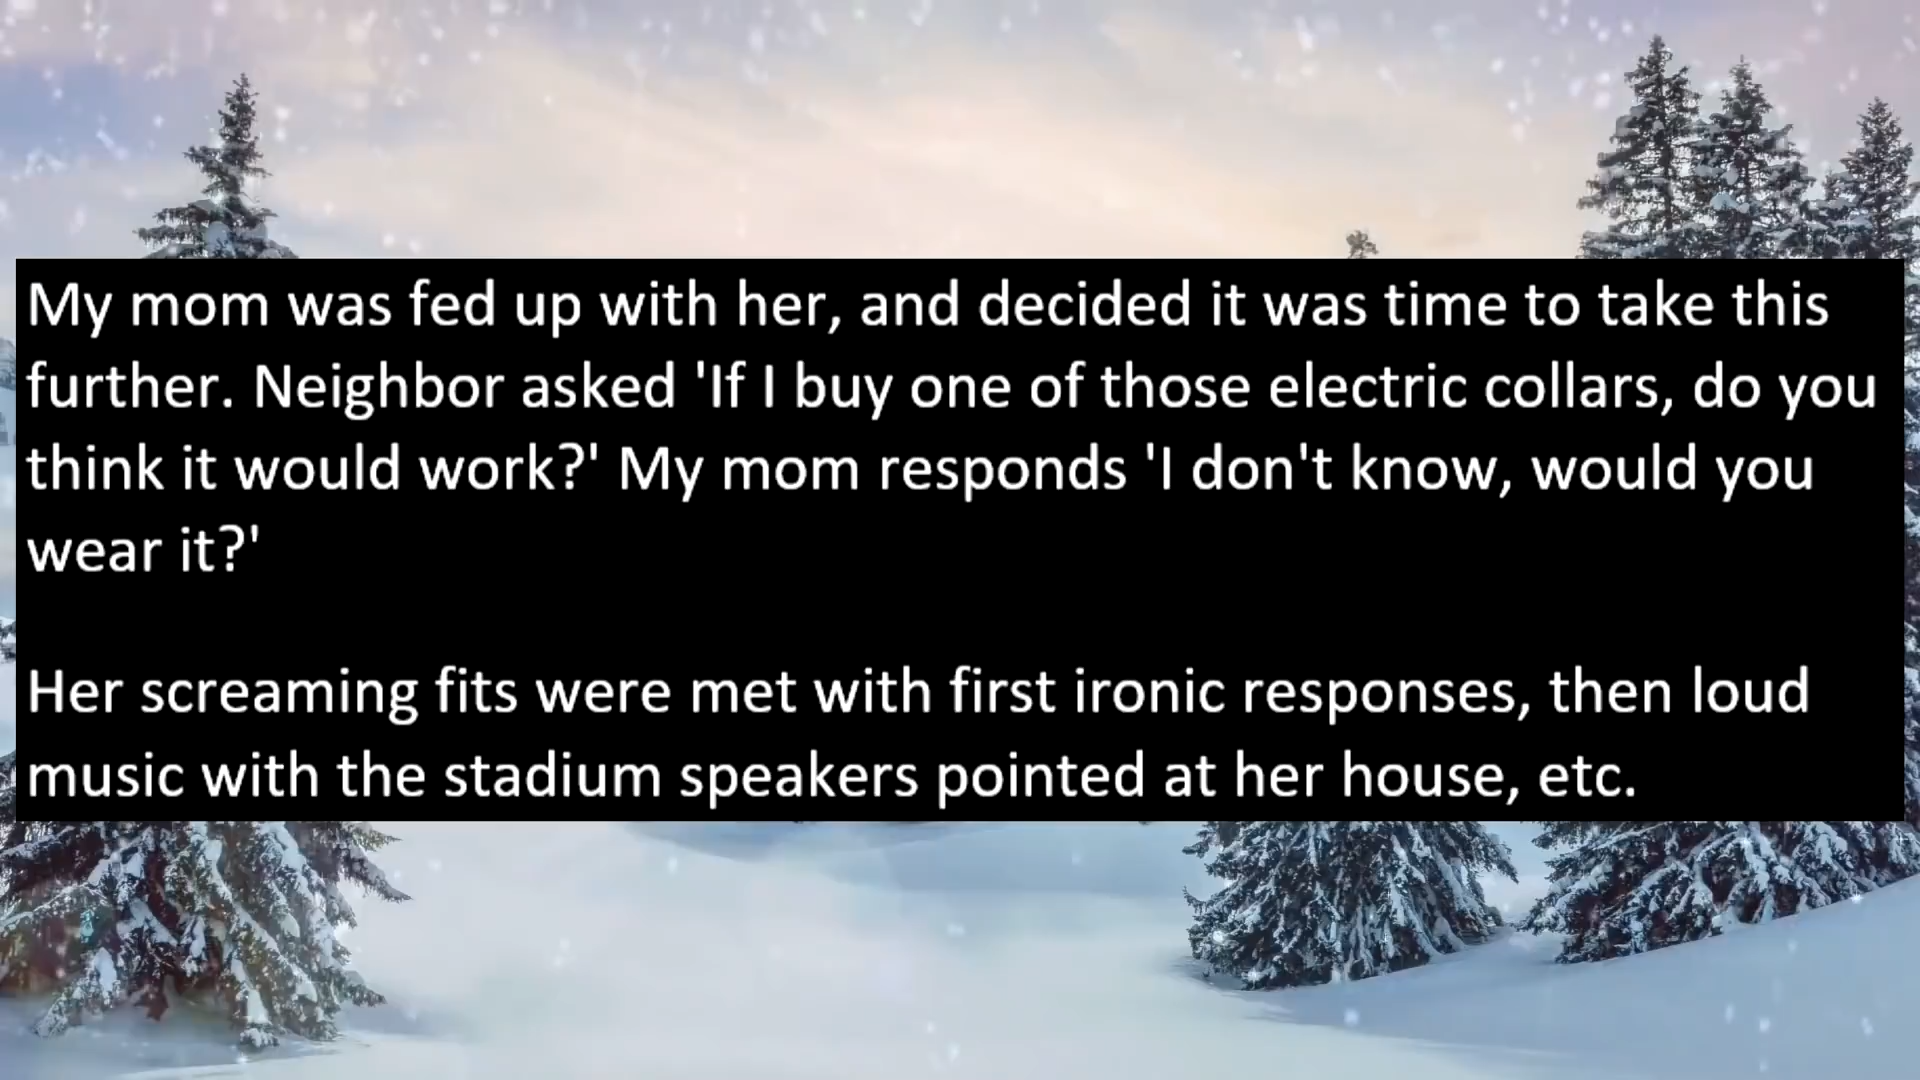 My mom was fed up with her, and decided it was time to take this
further. Neighbor asked 'If I buy one of those electric collars, do you
think it would work?' My mom responds 'I don't know, would you
wear it?'
Her screaming fits were met with first ironic responses, then loud
music with the stadium speakers pointed at her house, etc.